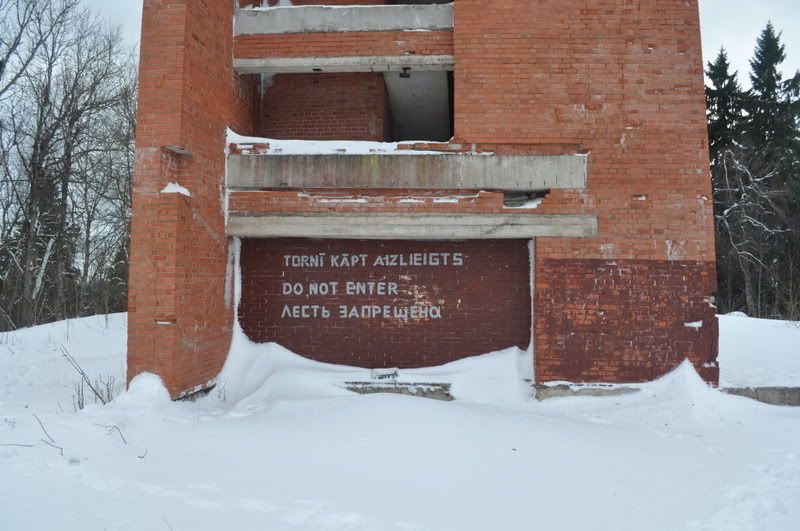 TORNĪ KĀPT AIZLIEGTS
DO NOT ENTER
ЛЕСТЬ ЗАПРЕЩЕНО